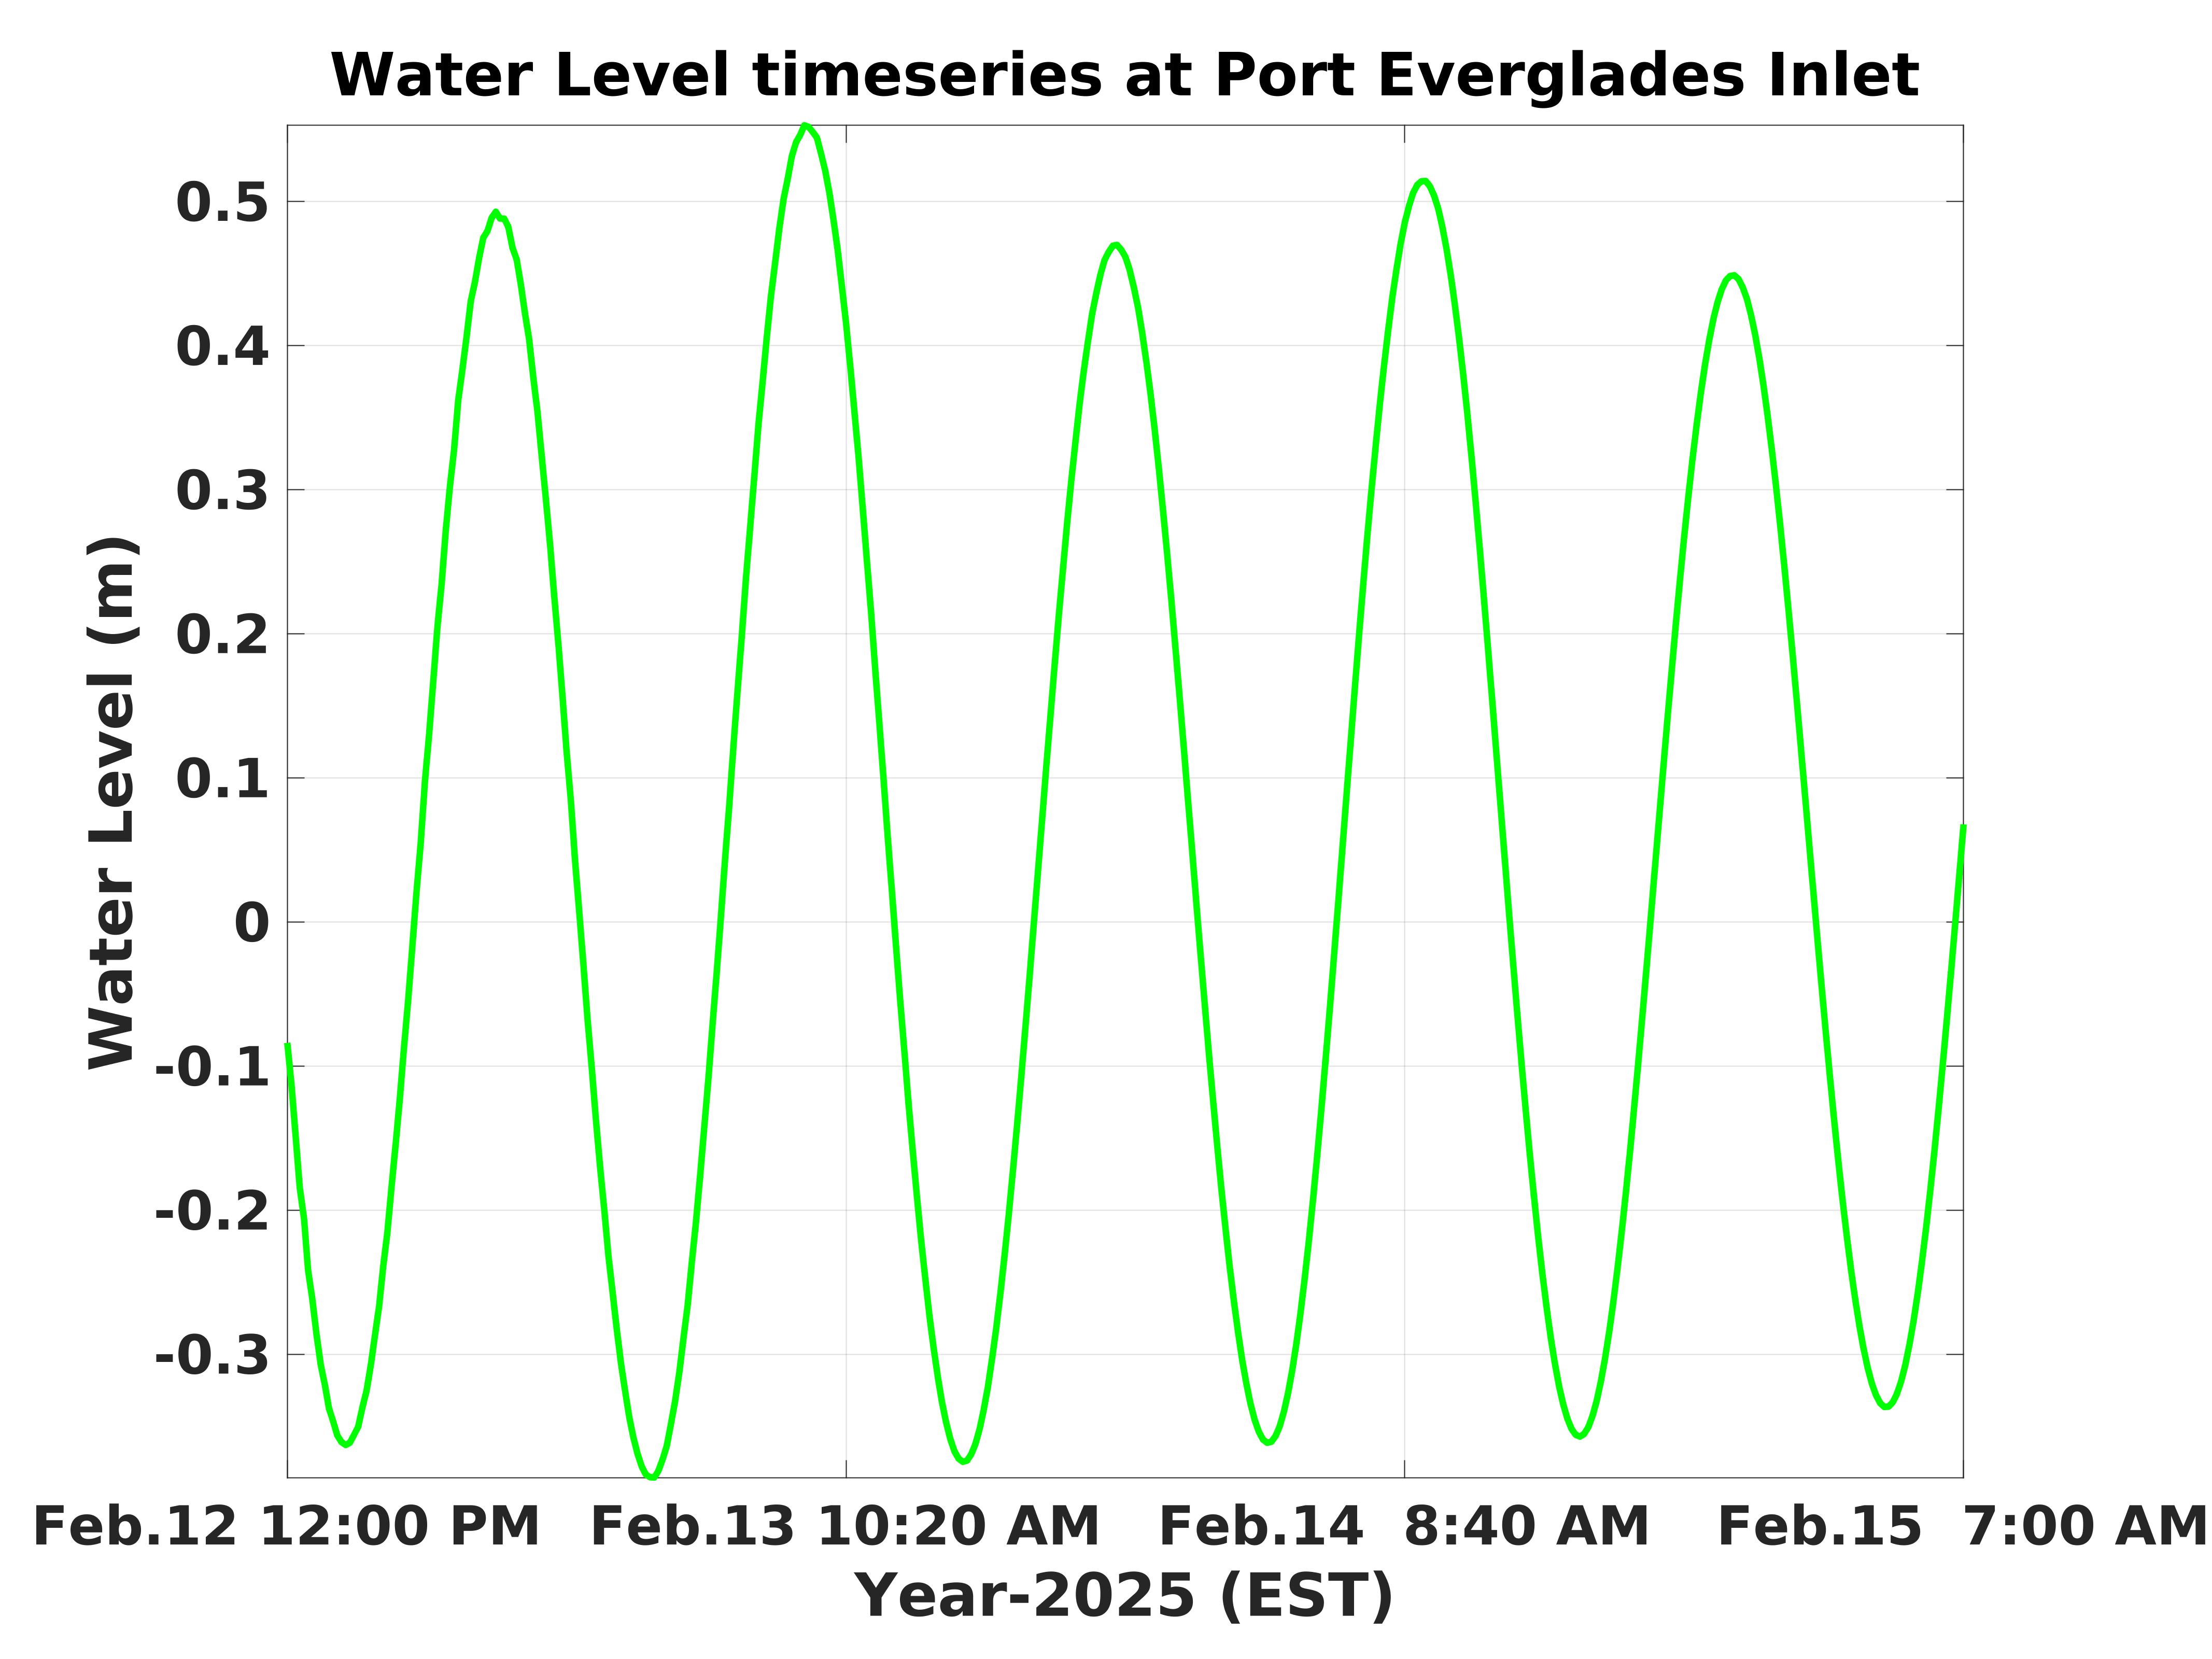 Water Level timeseries at Port Everglades Inlet
Water Level (m)
0.5
0.4
0.3
0.2
0.1
0
-0.1
-0.2
-0.3
Feb.12 12:00 PM Feb.13 10:20 AM Feb.14 8:40 AM Feb.15 7:00 AM
Year-2025 (EST)